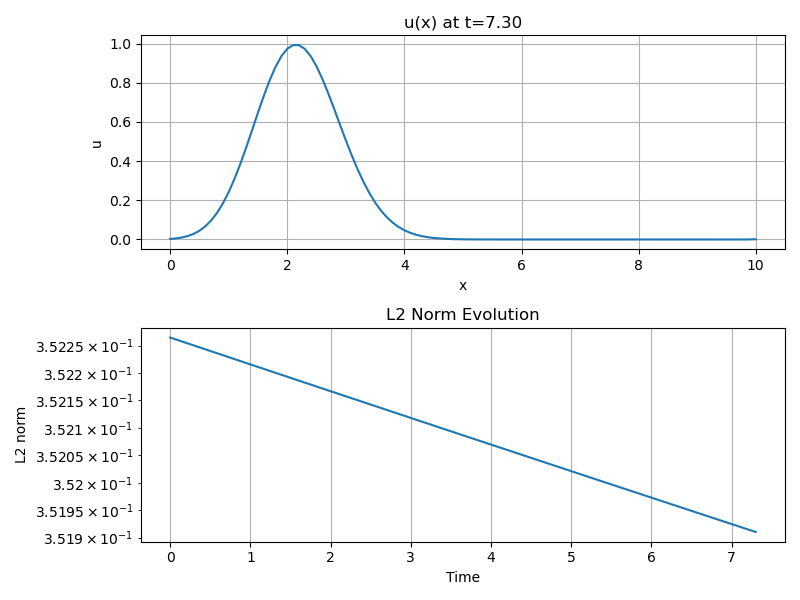 u(x) at t=7.30
1.0
0.8
0.6
0.4
0.2
0.0
u
0 2 4 6 8 10
x
L2 Norm Evolution
3.5225 × 10⁻¹
3.522 × 10⁻¹
3.5215 × 10⁻¹
3.521 × 10⁻¹
3.5205 × 10⁻¹
3.52 × 10⁻¹
3.5195 × 10⁻¹
3.519 × 10⁻¹
L2 norm
0 1 2 3 4 5 6 7
Time